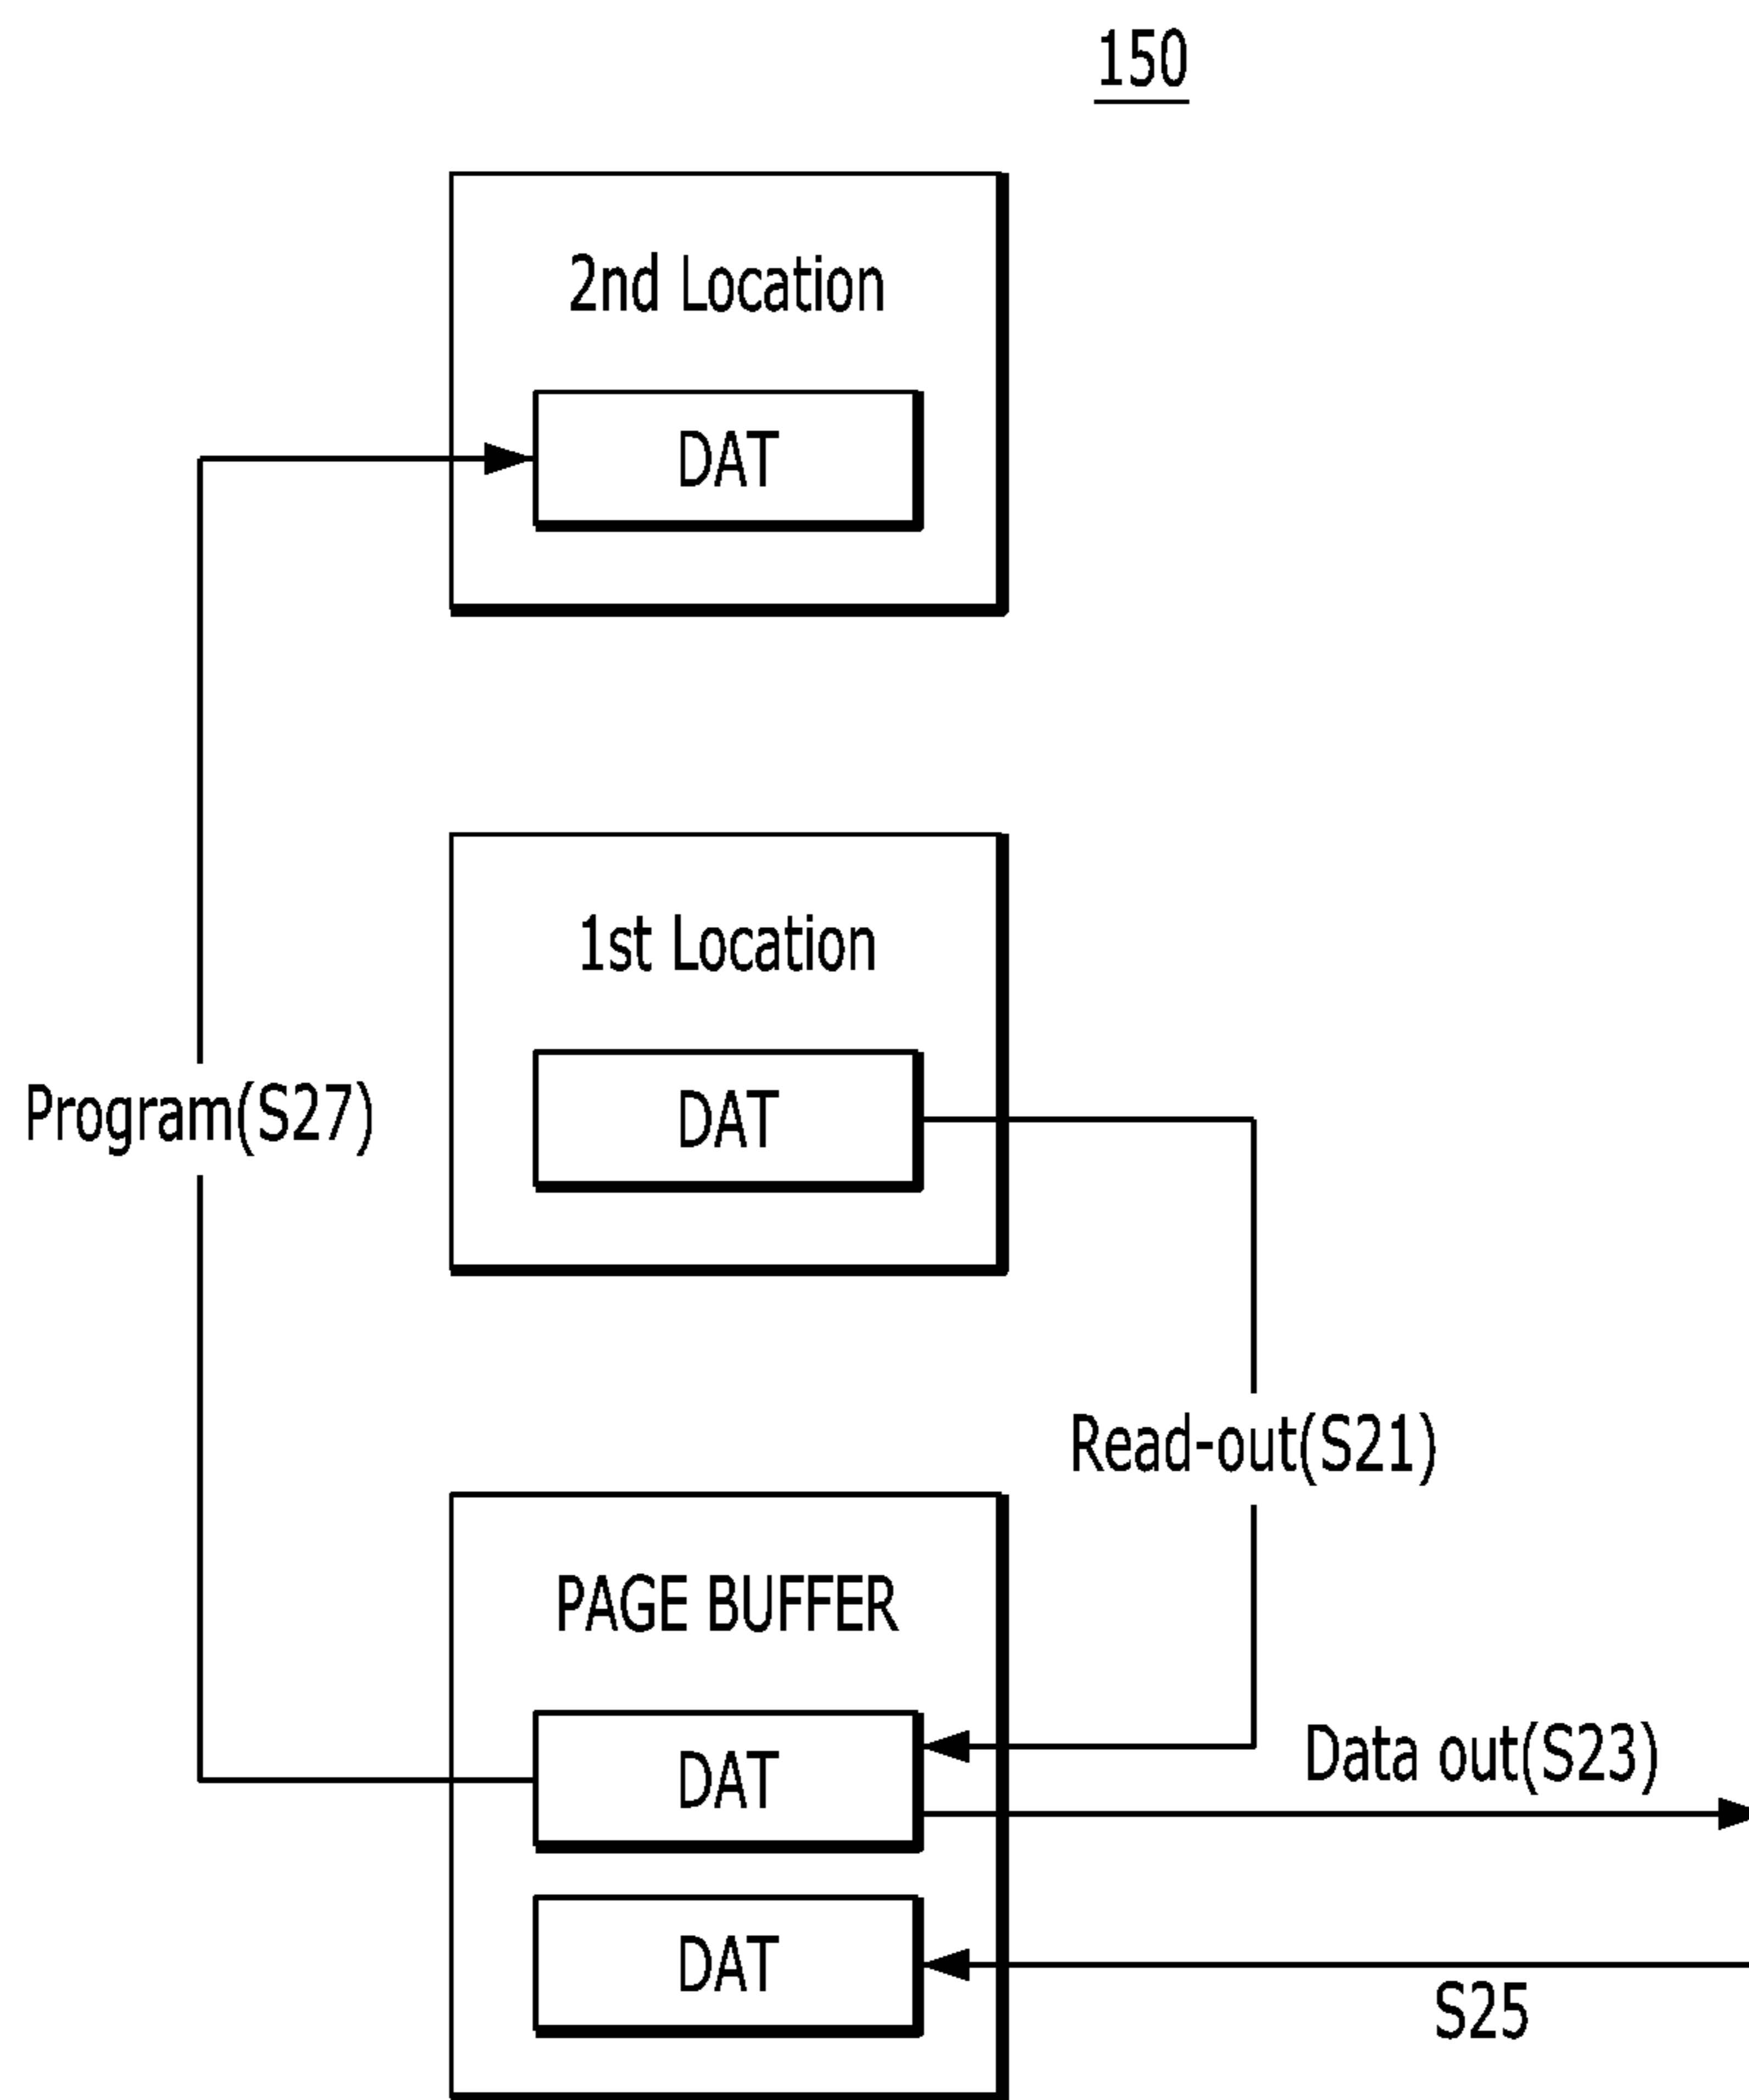 150
2nd Location
DAT
1st Location
DAT
Program(S27)
Read-out(S21)
PAGE BUFFER
DAT
Data out(S23)
DAT
S25